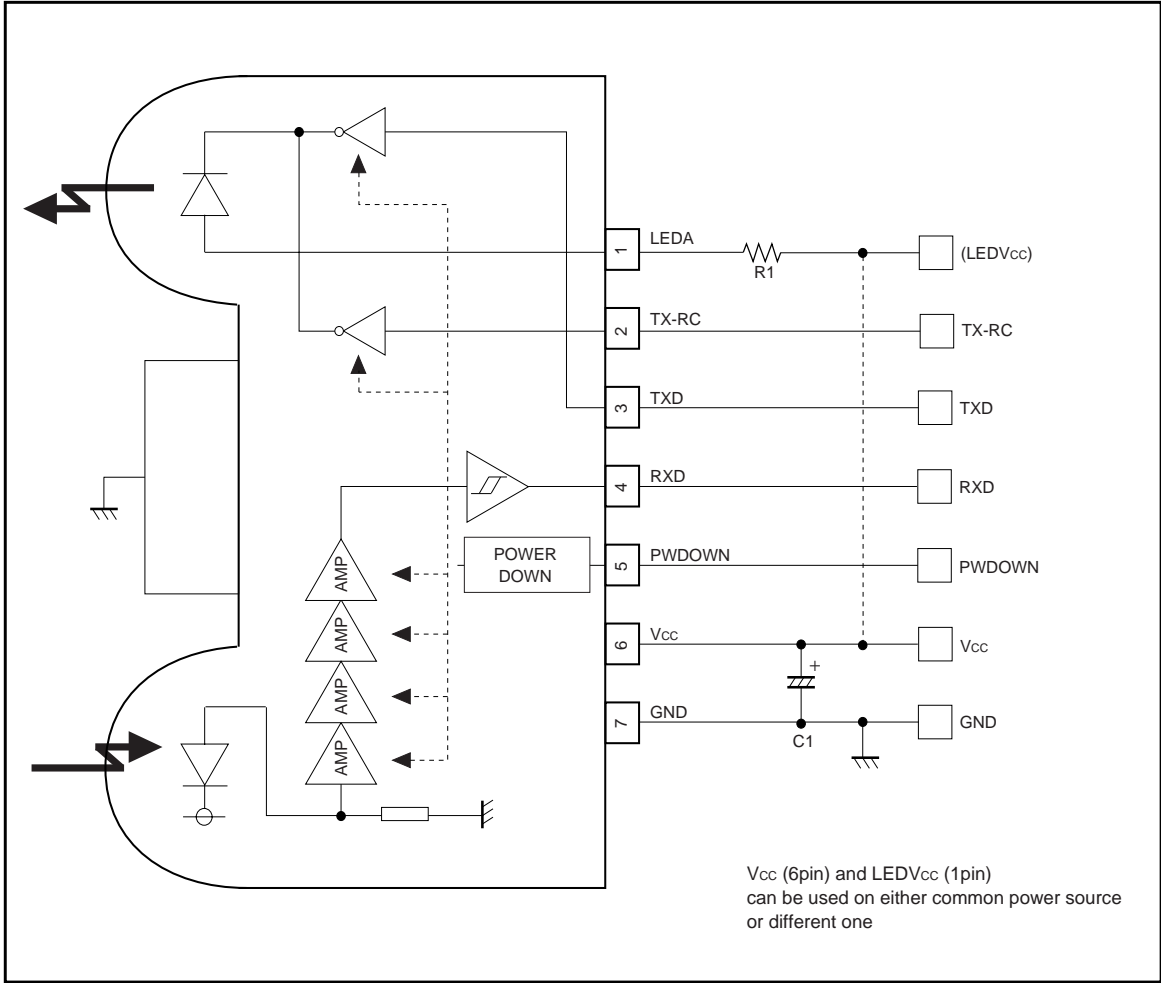 1
LEDA
R1
(LEDVcc)
2
TX-RC
TX-RC
3
TXD
TXD
4
RXD
RXD
POWER
DOWN
5
PWDOWN
PWDOWN
AMP
AMP
AMP
AMP
6
Vcc
+
Vcc
7
GND
C1
GND
Vcc (6pin) and LEDVcc (1pin)
can be used on either common power source
or different one